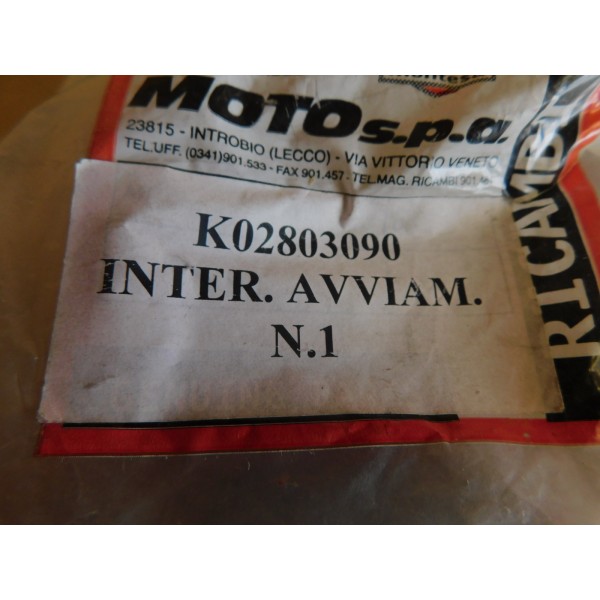 MOTO s.p.a.
23815 - INTROBIO (LECCO) - VIA VITTORIO VENETO
TEL.UFF. (0341)901.533 - FAX 901.457 - TEL.MAG. RICAMBI
K02803090
INTER. AVVIAM.
N.1
RICAMBI